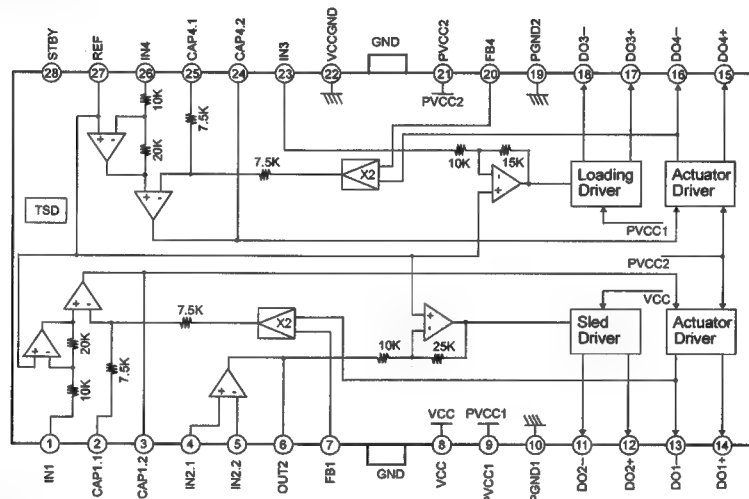 STBY
REF
IN4
CAP4.1
CAP4.2
IN3
VCCGND
GND
PVCC2
FB4
PGND2
DO3−
DO3+
DO4−
DO4+
28
27
26
25
24
23
22
21
20
19
18
17
16
15
PVCC2
10K
7.5K
20K
7.5K
X2
10K
15K
+ -
+ -
-
+
Loading
Driver
Actuator
Driver
TSD
PVCC1
PVCC2
VCC
+ -
+ -
7.5K
X2
+
-
Sled
Driver
Actuator
Driver
20K
7.5K
10K
10K
25K
+ -
VCC
PVCC1
1
2
3
4
5
6
7
8
9
10
11
12
13
14
GND
IN1
CAP1.1
CAP1.2
IN2.1
IN2.2
OUT2
FB1
VCC
PVCC1
PGND1
DO2−
DO2+
DO1−
DO1+